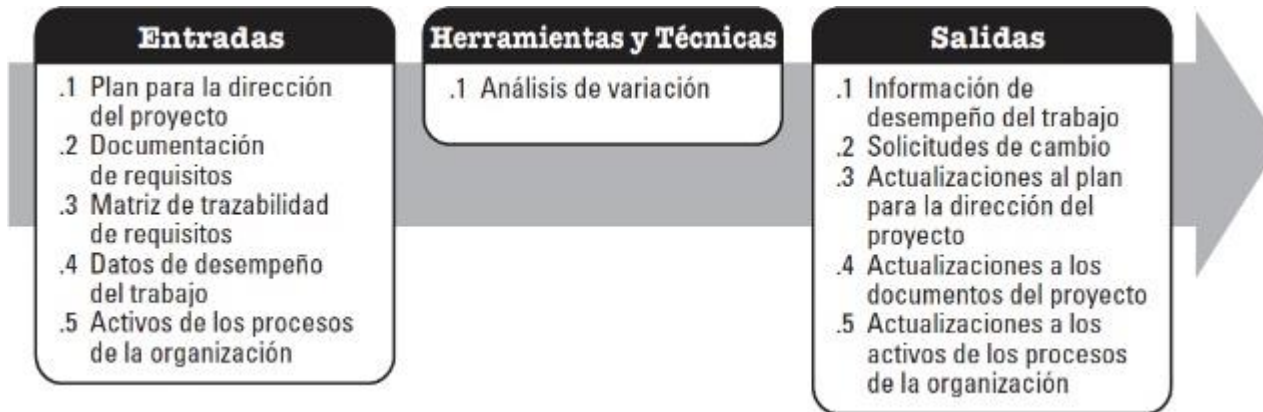 Entradas
.1 Plan para la dirección
del proyecto
.2 Documentación
de requisitos
.3 Matriz de trazabilidad
de requisitos
.4 Datos de desempeño
del trabajo
.5 Activos de los procesos
de la organización
Herramientas y Técnicas
.1 Análisis de variación
Salidas
.1 Información de
desempeño del trabajo
.2 Solicitudes de cambio
.3 Actualizaciones al plan
para la dirección del
proyecto
.4 Actualizaciones a los
documentos del proyecto
.5 Actualizaciones a los
activos de los procesos
de la organización